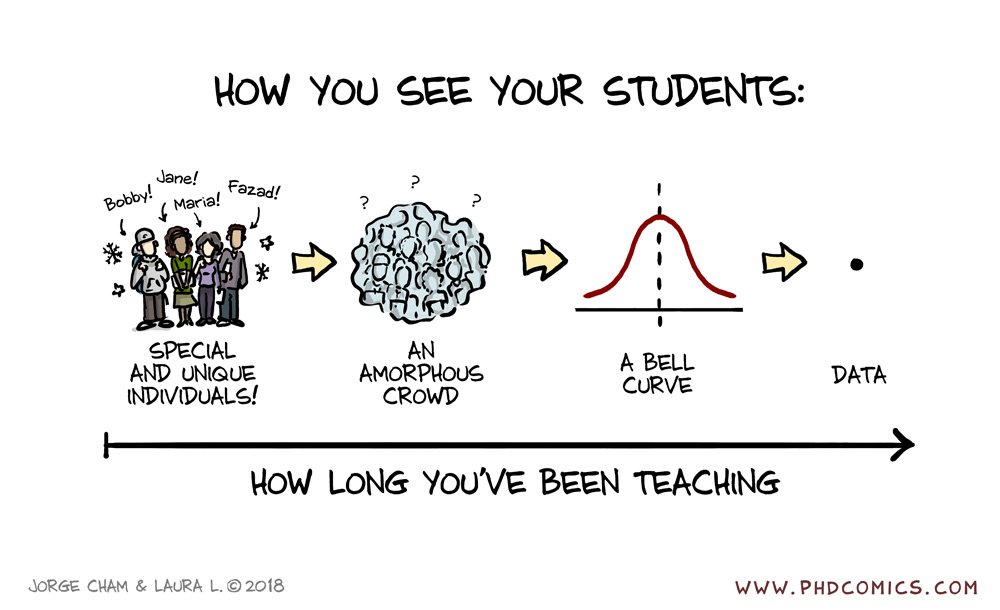 HOW YOU SEE YOUR STUDENTS:
Bobby!
Jane!
Maria!
Fazad!
? ? ?
SPECIAL
AND UNIQUE
INDIVIDUALS!
AN
AMORPHOUS
CROWD
A BELL
CURVE
DATA
HOW LONG YOU'VE BEEN TEACHING
JORGE CHAM & LAURA L. © 2018
WWW.PHDCOMICS.COM